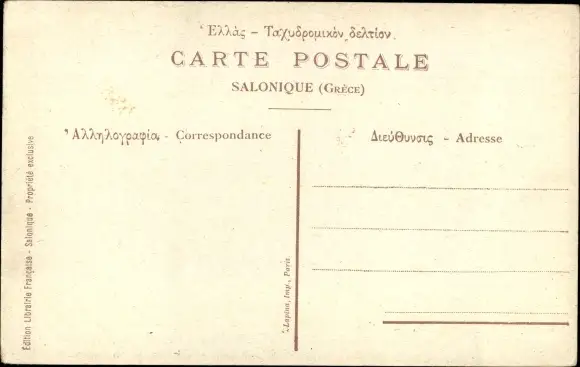 Ἑλλὰς – Ταχυδρομικὸν δελτίον.
CARTE POSTALE
SALONIQUE (GRÈCE)
Ἀλληλογραφία. - Correspondance
Διεύθυνσις - Adresse
Edition Librairie Française - Salonique - Propriété exclusive
Lapina, Imp., Paris.